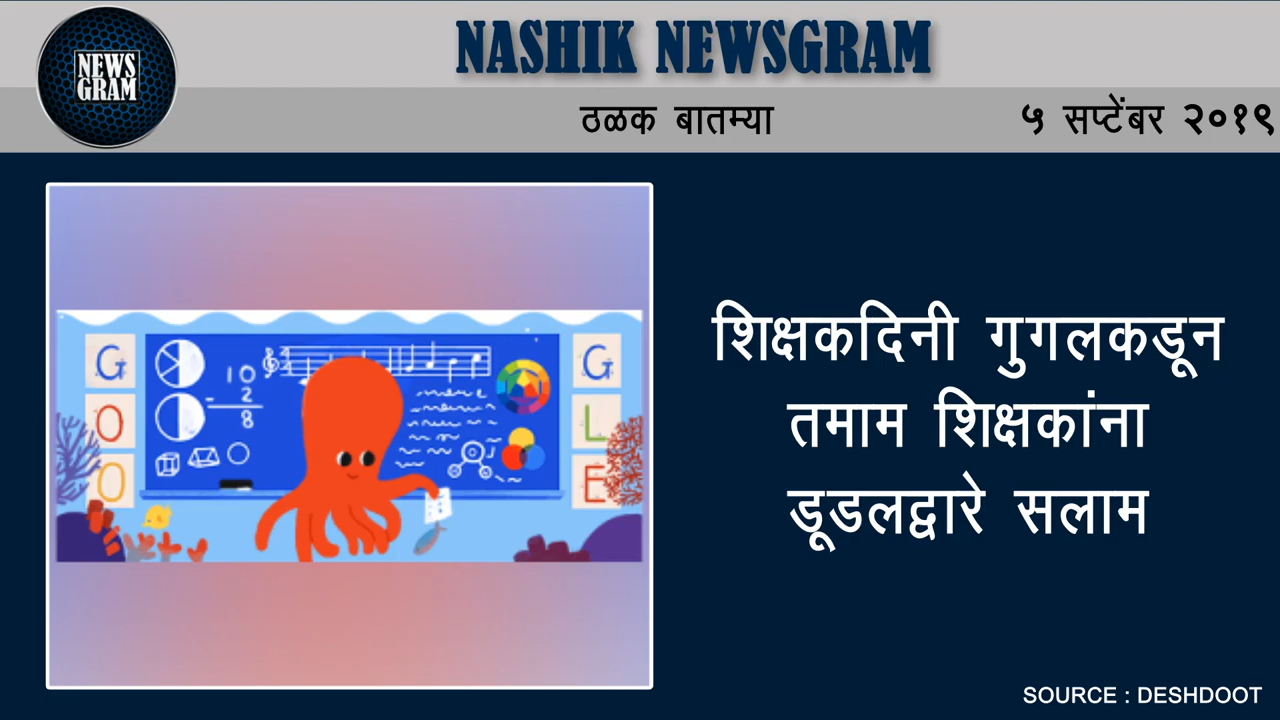 NEWS
GRAM
NASHIK NEWSGRAM
ठळक बातम्या
५ सप्टेंबर २०१९
G
O
O
10
- 2
8
G
L
E
शिक्षकदिनी गुगलकडून
तमाम शिक्षकांना
डूडलद्वारे सलाम
SOURCE : DESHDOOT